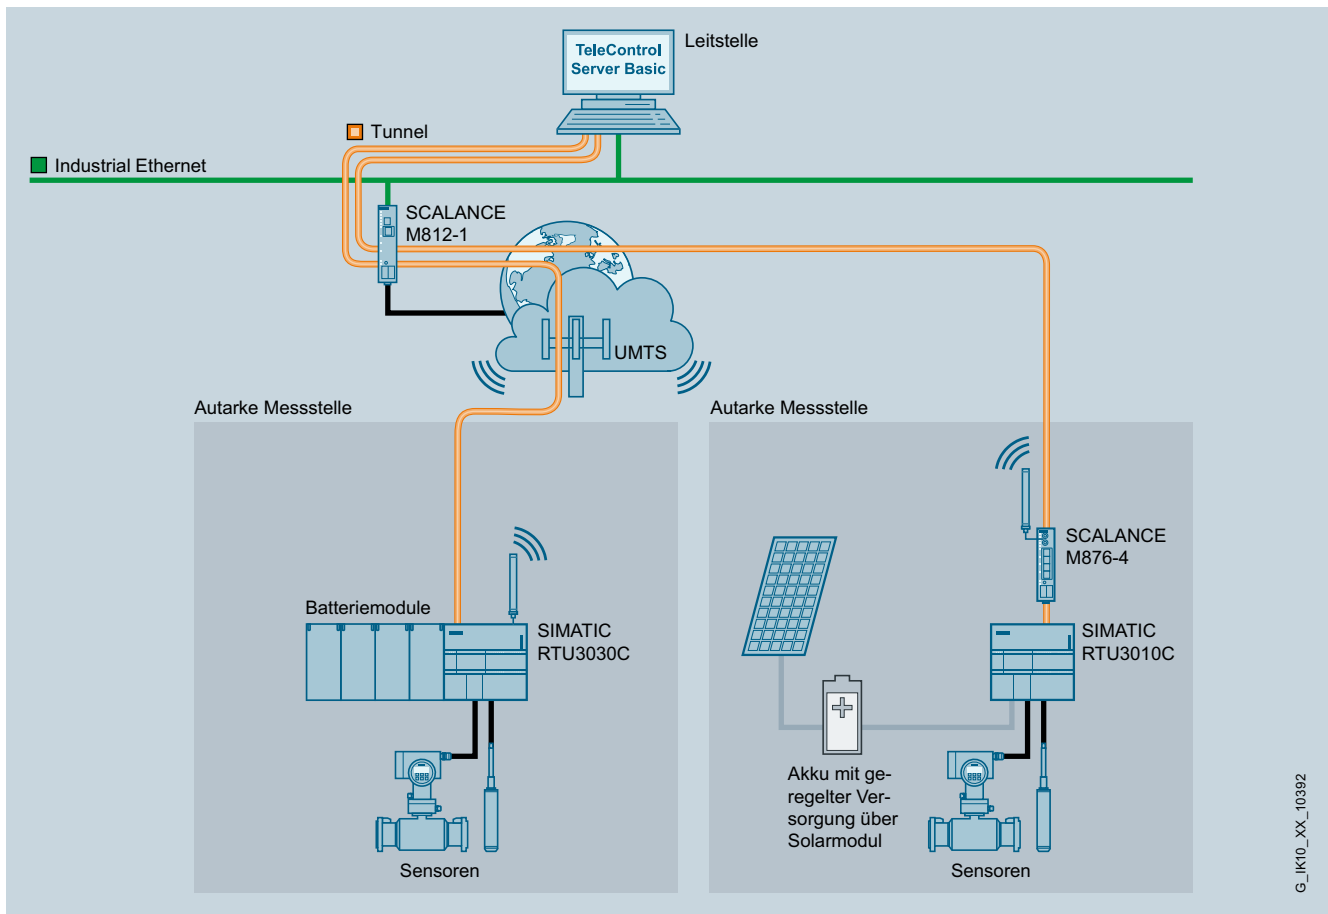 TeleControl
Server Basic
Leitstelle
Tunnel
Industrial Ethernet
SCALANCE
M812-1
UMTS
Autarke Messstelle
Autarke Messstelle
SCALANCE
M876-4
Batteriemodule
SIMATIC
RTU3030C
SIMATIC
RTU3010C
Akku mit ge-
regelter Ver-
sorgung über
Solarmodul
Sensoren
Sensoren
G_IK10_XX_10392